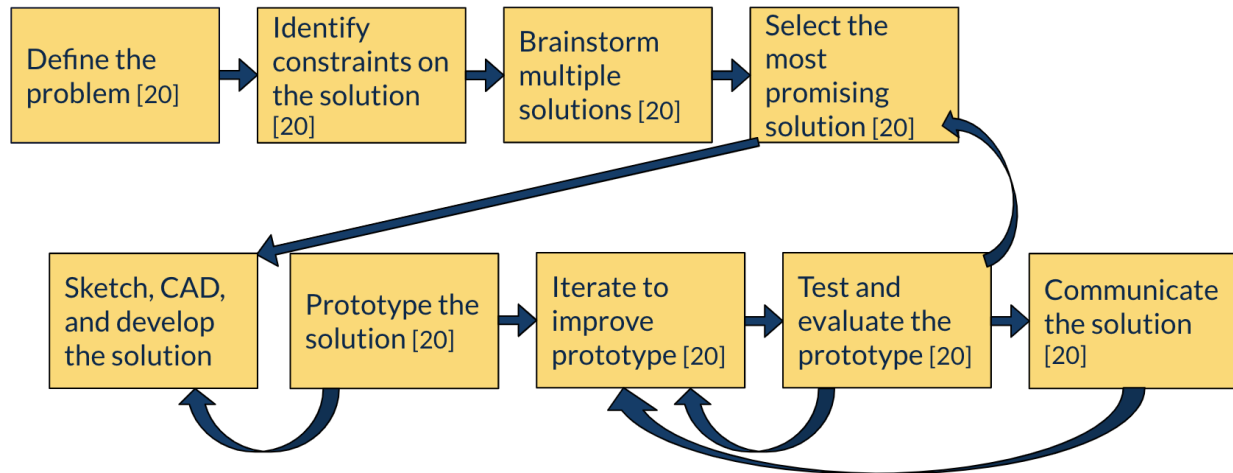 Define the
problem [20]
Identify
constraints on
the solution
[20]
Brainstorm
multiple
solutions [20]
Select the
most
promising
solution [20]
Sketch, CAD,
and develop
the solution
Prototype the
solution [20]
Iterate to
improve
prototype [20]
Test and
evaluate the
prototype [20]
Communicate
the solution
[20]